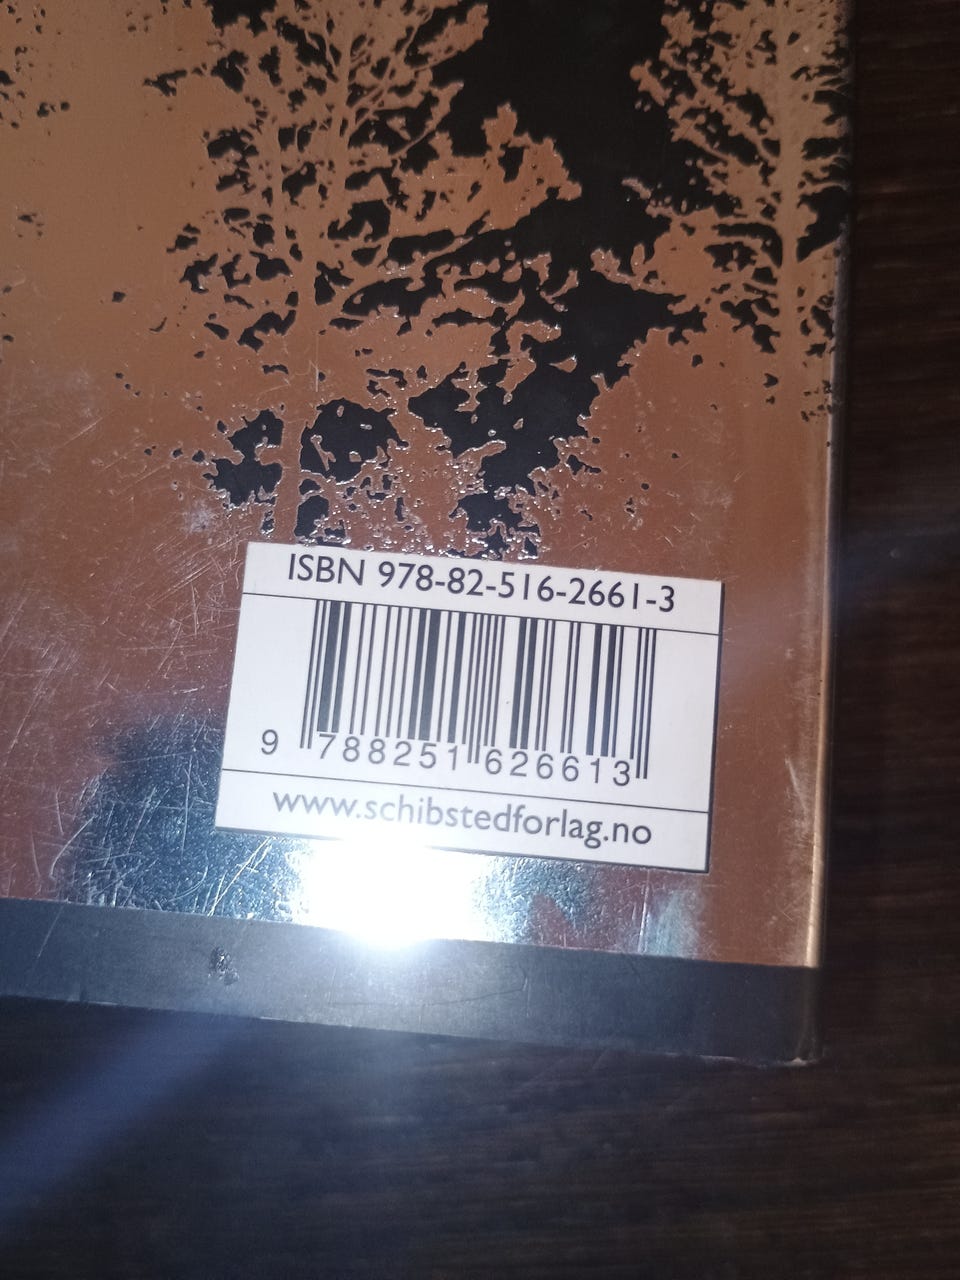 ISBN 978-82-516-2661-3
9 788251 626613
www.schibstedforlag.no